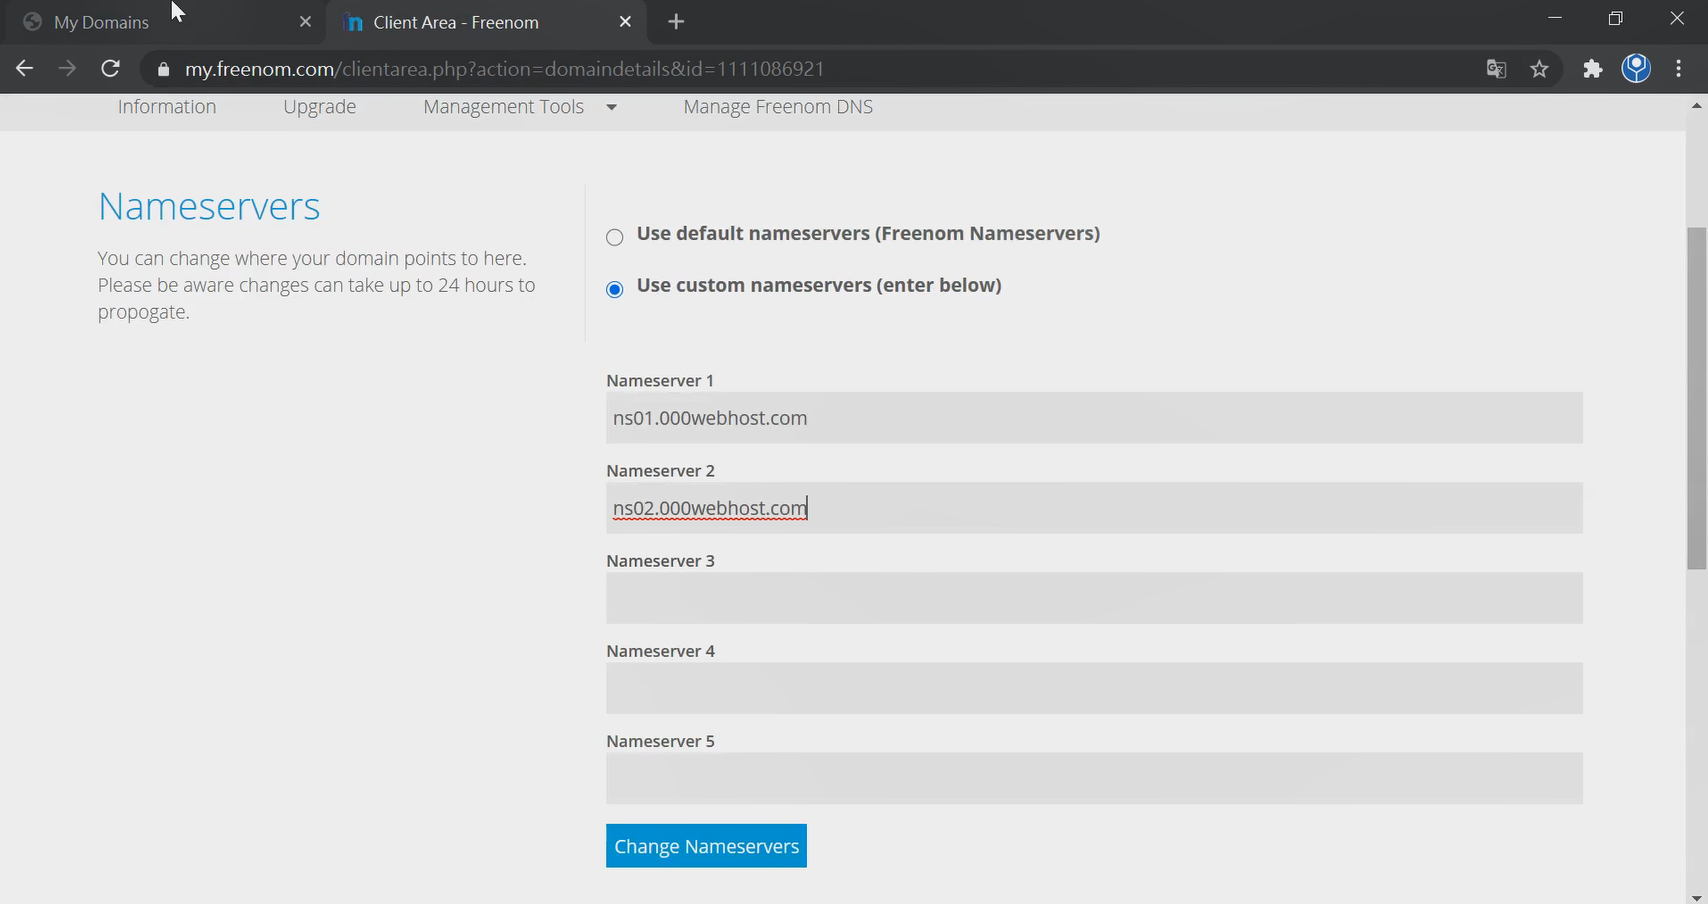 My Domains
Client Area - Freenom
my.freenom.com/clientarea.php?action=domaindetails&id=1111086921
Information Upgrade Management Tools Manage Freenom DNS
Nameservers
You can change where your domain points to here.
Please be aware changes can take up to 24 hours to
propogate.
Use default nameservers (Freenom Nameservers)
Use custom nameservers (enter below)
Nameserver 1
ns01.000webhost.com
Nameserver 2
ns02.000webhost.com
Nameserver 3
Nameserver 4
Nameserver 5
Change Nameservers